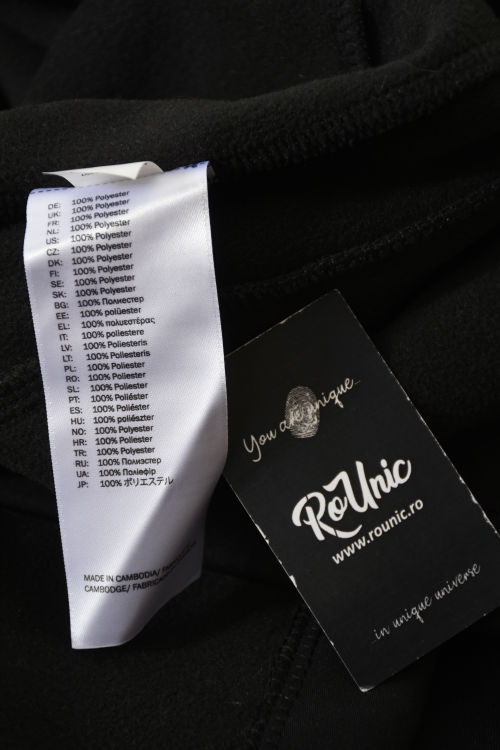 DE: 100% Polyester
UK: 100% Polyester
FR: 100% Polyester
NL: 100% Polyester
US: 100% Polyester
CZ: 100% Polyester
DK: 100% Polyester
FI: 100% Polyester
SE: 100% Polyester
SK: 100% Polyester
BG: 100% Полиестер
EE: 100% polüester
EL: 100% πολυεστέρας
IT: 100% poliestere
LV: 100% Poliesteris
LT: 100% Poliesteris
PL: 100% Poliester
RO: 100% Poliester
SL: 100% Poliester
PT: 100% Poliéster
ES: 100% Poliéster
HU: 100% poliészter
NO: 100% Polyester
HR: 100% Poliester
TR: 100% Polyester
RU: 100% Полиэстер
UA: 100% Поліефір
JP: 100% ポリエステル
MADE IN CAMBODIA/
CAMBODGE/
You are unique...
RoUnic
www.rounic.ro
...in unique universe